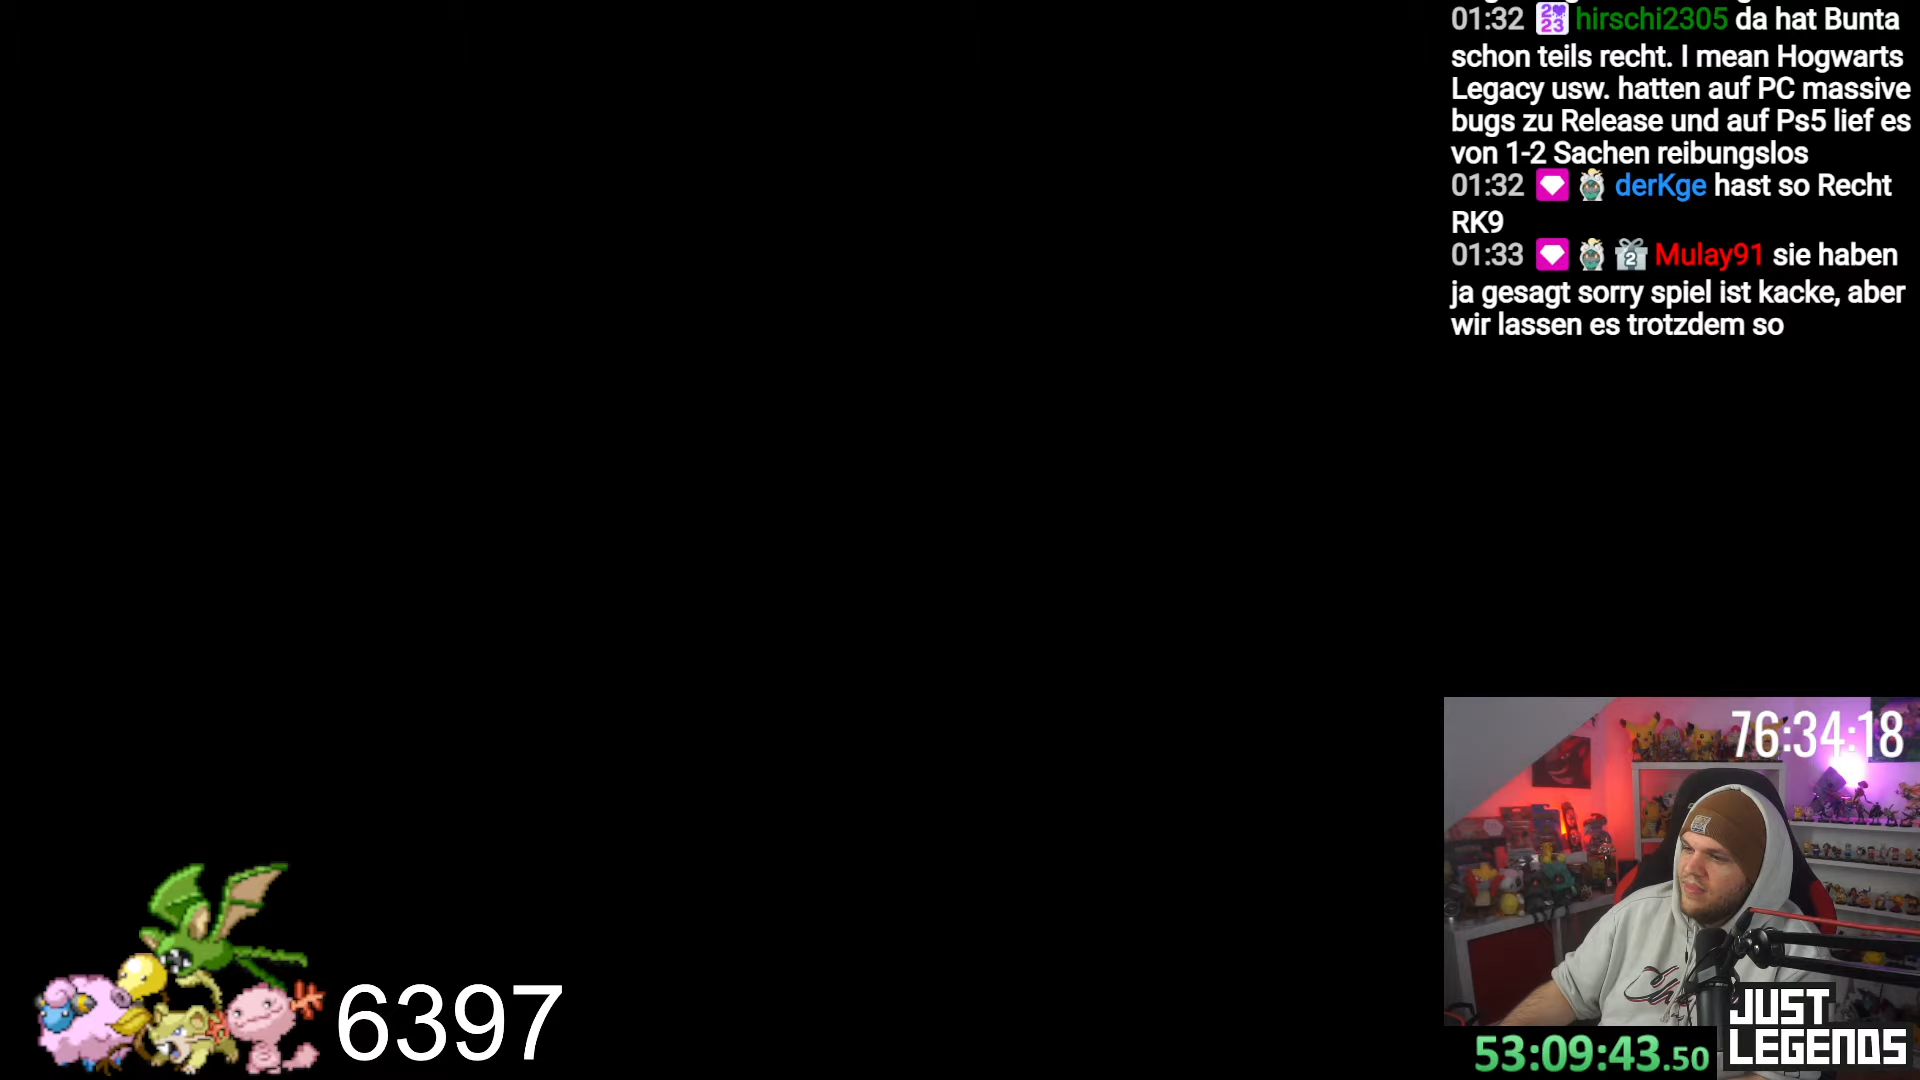 01:32 hirschi2305 da hat Bunta
schon teils recht. I mean Hogwarts
Legacy usw. hatten auf PC massive
bugs zu Release und auf Ps5 lief es
von 1-2 Sachen reibungslos
01:32 derKge hast so Recht
RK9
01:33 2 Mulay91 sie haben
ja gesagt sorry spiel ist kacke, aber
wir lassen es trotzdem so
76:34:18
6397
53:09:43.50
JUST
LEGENDS